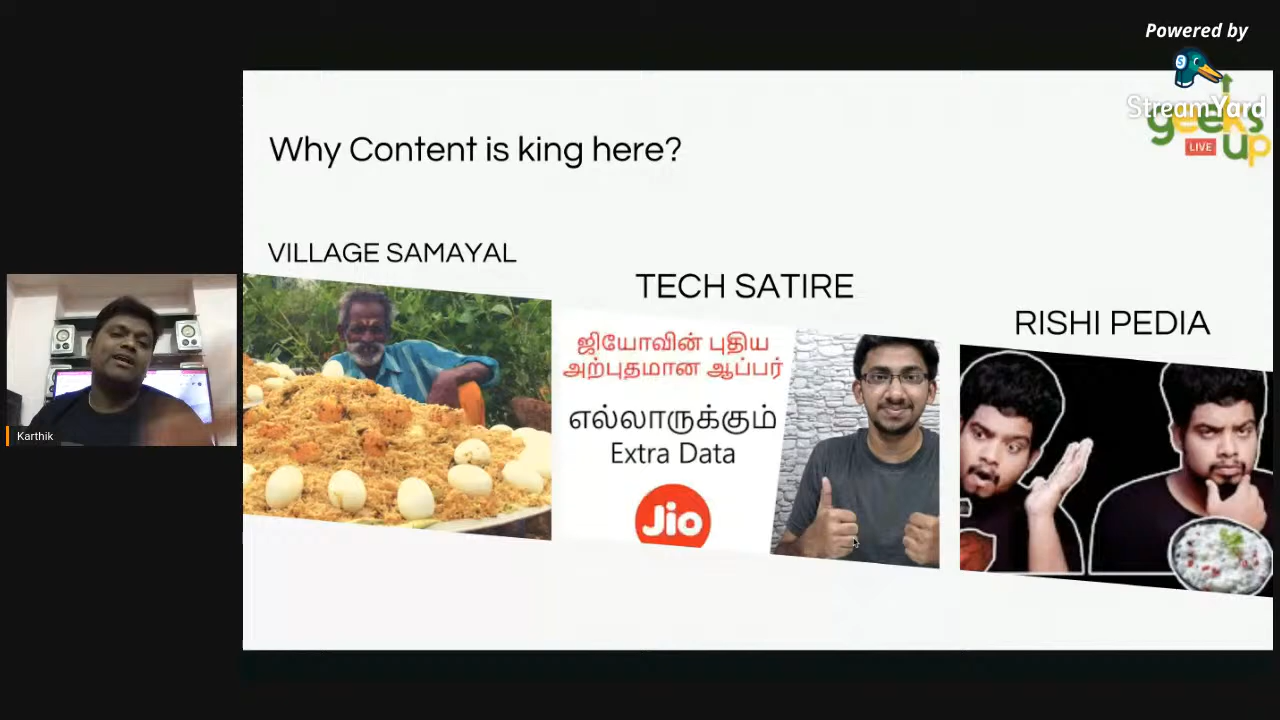 Powered by
StreamYard
geeks
LIVE
up
Why Content is king here?
VILLAGE SAMAYAL
TECH SATIRE
RISHI PEDIA
ஜியோவின் புதிய
அற்புதமான ஆப்பர்
எல்லாருக்கும்
Extra Data
Jio
Karthik